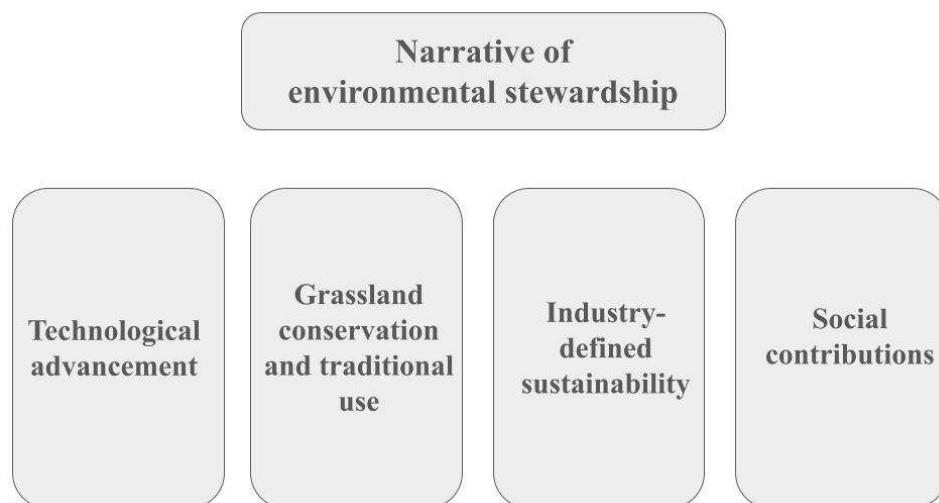 Narrative of
environmental stewardship
Technological
advancement
Grassland
conservation
and traditional
use
Industry-
defined
sustainability
Social
contributions